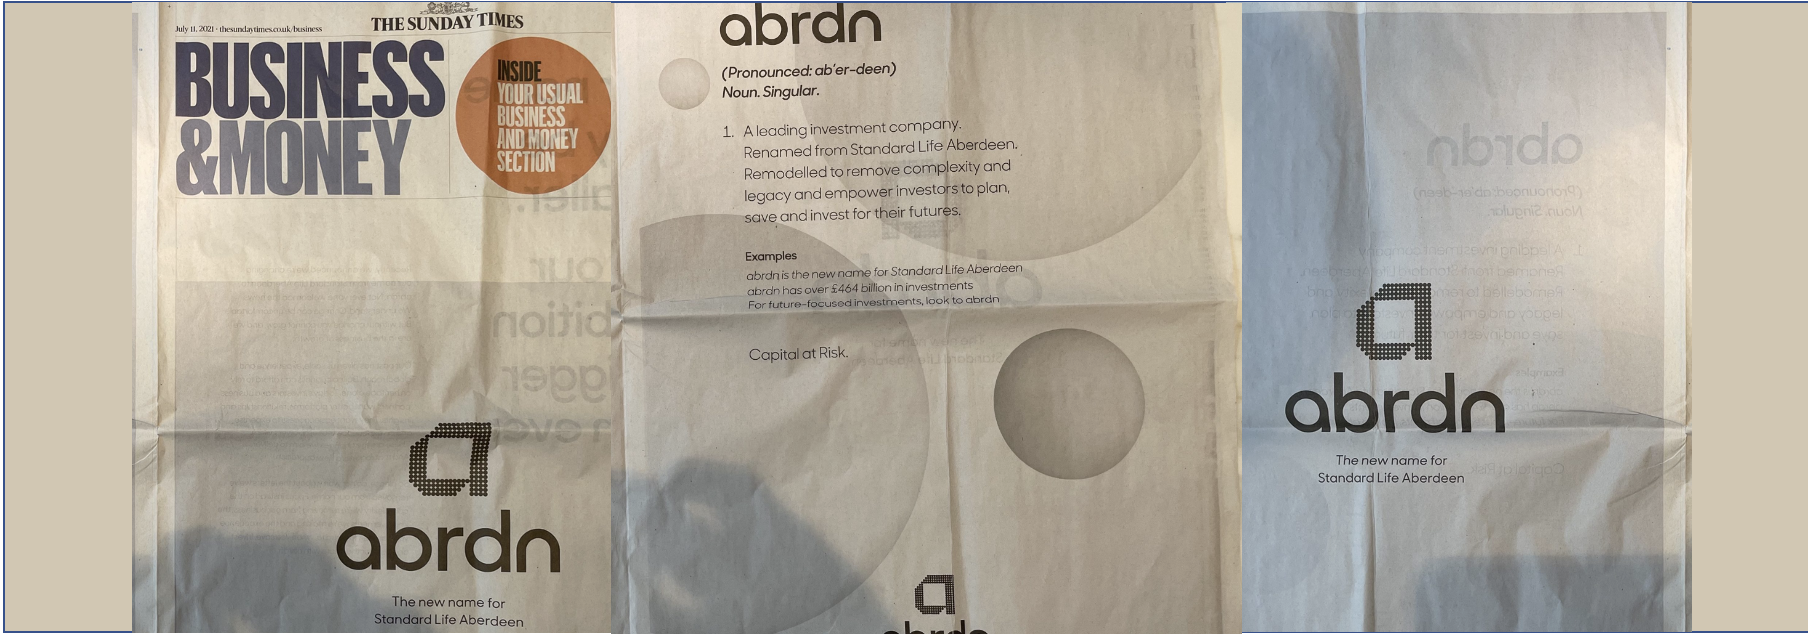 July 11, 2021 · thesundaytimes.co.uk/business
THE SUNDAY TIMES
BUSINESS
&MONEY
INSIDE
YOUR USUAL
BUSINESS
AND MONEY
SECTION
abrdn
The new name for
Standard Life Aberdeen
abrdn
(Pronounced: ab'er-deen)
Noun. Singular.
1. A leading investment company.
Renamed from Standard Life Aberdeen.
Remodelled to remove complexity and
legacy and empower investors to plan,
save and invest for their futures.
Examples
abrdn is the new name for Standard Life Aberdeen
abrdn has over £464 billion in investments
For future-focused investments, look to abrdn
Capital at Risk.
abrdn
abrdn
The new name for
Standard Life Aberdeen